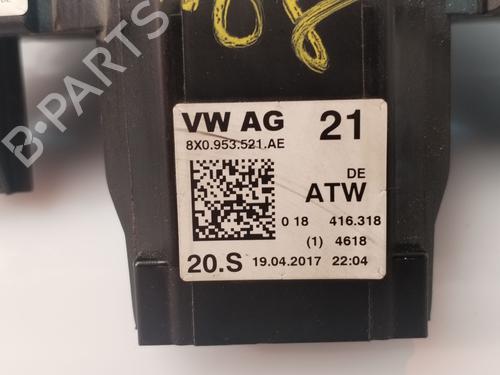 B-PARTS
VW AG 21
8X0.953.521.AE
DE
ATW
0 18 416.318
(1) 4618
20.S 19.04.2017 22:04